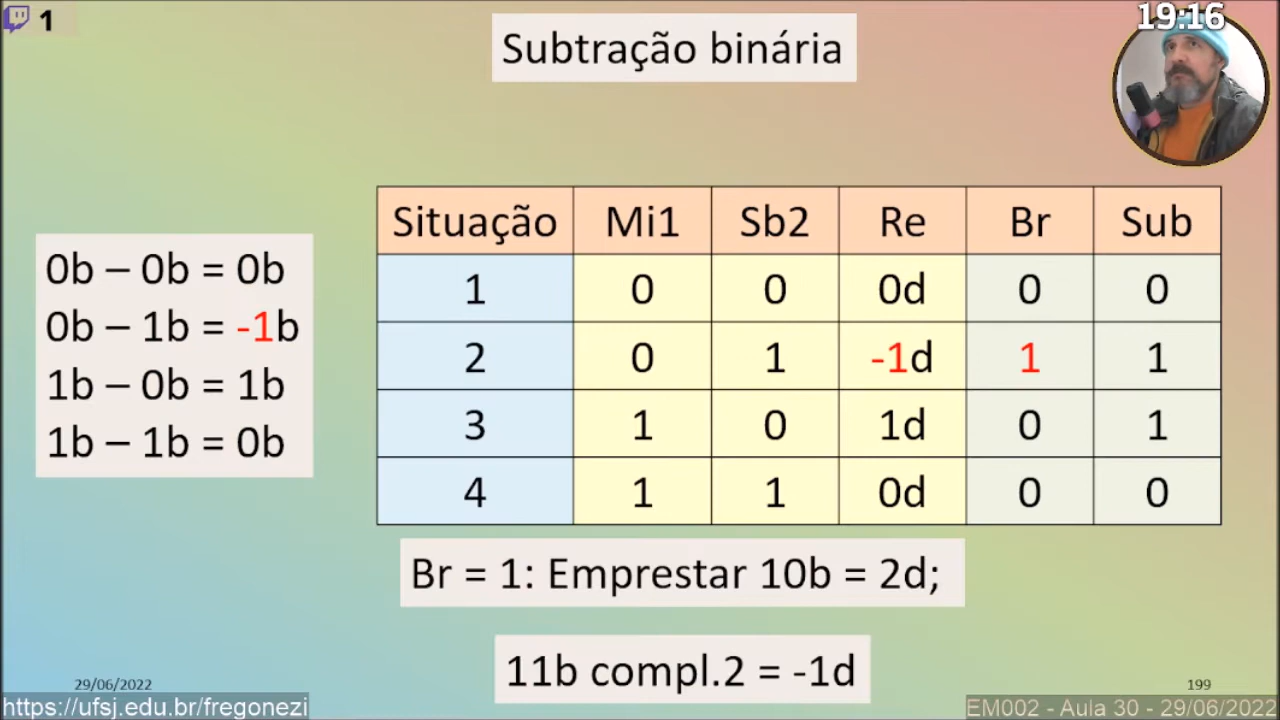 1
19:16
Subtração binária
0b – 0b = 0b
0b – 1b = -1b
1b – 0b = 1b
1b – 1b = 0b
Situação Mi1 Sb2 Re Br Sub
1 0 0 0d 0 0
2 0 1 -1d 1 1
3 1 0 1d 0 1
4 1 1 0d 0 0
Br = 1: Emprestar 10b = 2d;
11b compl.2 = -1d
29/06/2022
199
https://ufsj.edu.br/fregonezi
EM002 - Aula 30 - 29/06/2022